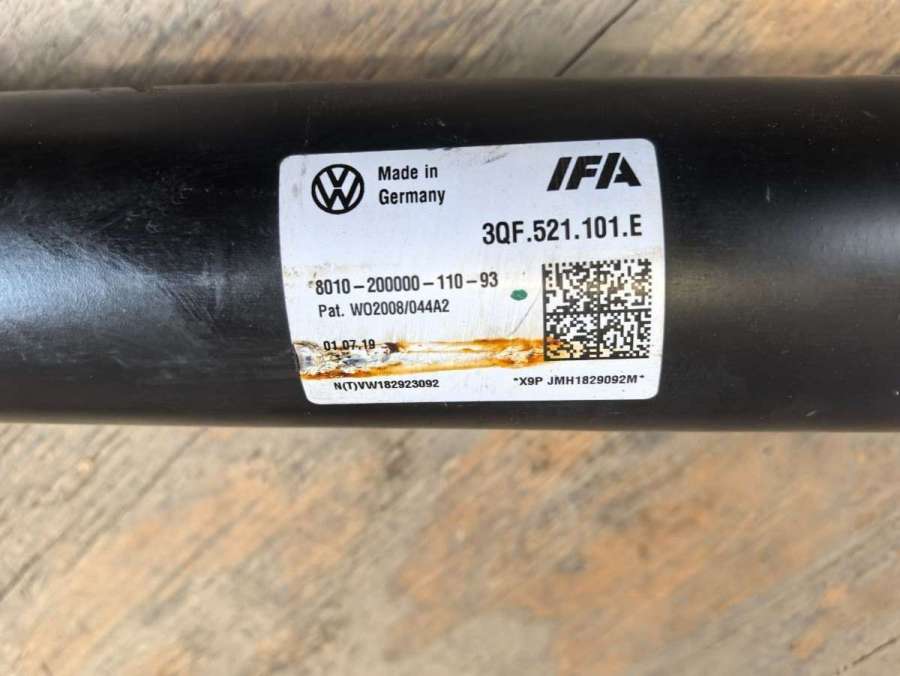 VW
Made in
Germany
IFA
3QF.521.101.E
8010-200000-110-93
Pat. WO2008/044A2
01.07.19
N(T)VW182923092
*X9P JMH1829092M*